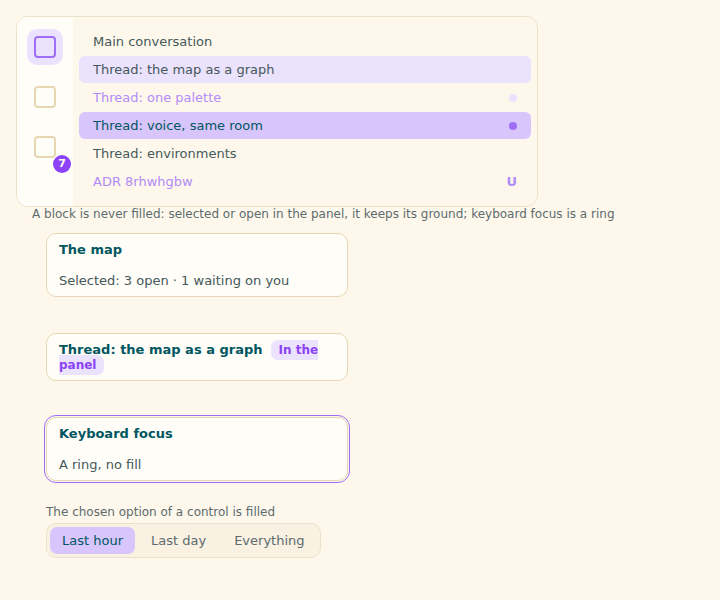 Main conversation
Thread: the map as a graph
Thread: one palette
Thread: voice, same room
Thread: environments
7
ADR 8rhwhgbw U
A block is never filled: selected or open in the panel, it keeps its ground; keyboard focus is a ring
The map
Selected: 3 open · 1 waiting on you
Thread: the map as a graph In the
panel
Keyboard focus
A ring, no fill
The chosen option of a control is filled
Last hour Last day Everything